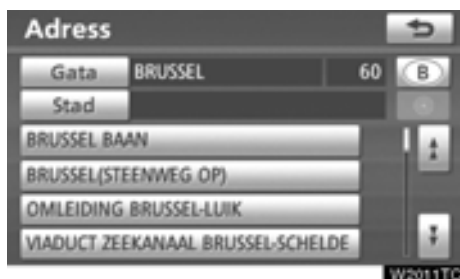 Adress
Gata BRUSSEL 60 B
Stad
BRUSSEL BAAN
BRUSSEL(STEENWEG OP)
OMLEIDING BRUSSEL-LUIK
VIADUCT ZEEKANAAL BRUSSEL-SCHELDE
W2011TC